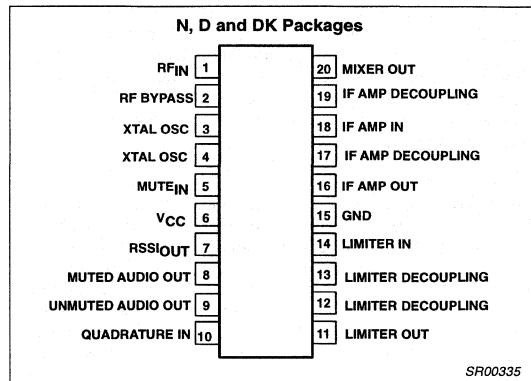 N, D and DK Packages
RFIN 1 20 MIXER OUT
RF BYPASS 2 19 IF AMP DECOUPLING
XTAL OSC 3 18 IF AMP IN
XTAL OSC 4 17 IF AMP DECOUPLING
MUTEIN 5 16 IF AMP OUT
VCC 6 15 GND
RSSIOUT 7 14 LIMITER IN
MUTED AUDIO OUT 8 13 LIMITER DECOUPLING
UNMUTED AUDIO OUT 9 12 LIMITER DECOUPLING
QUADRATURE IN 10 11 LIMITER OUT
SR00335